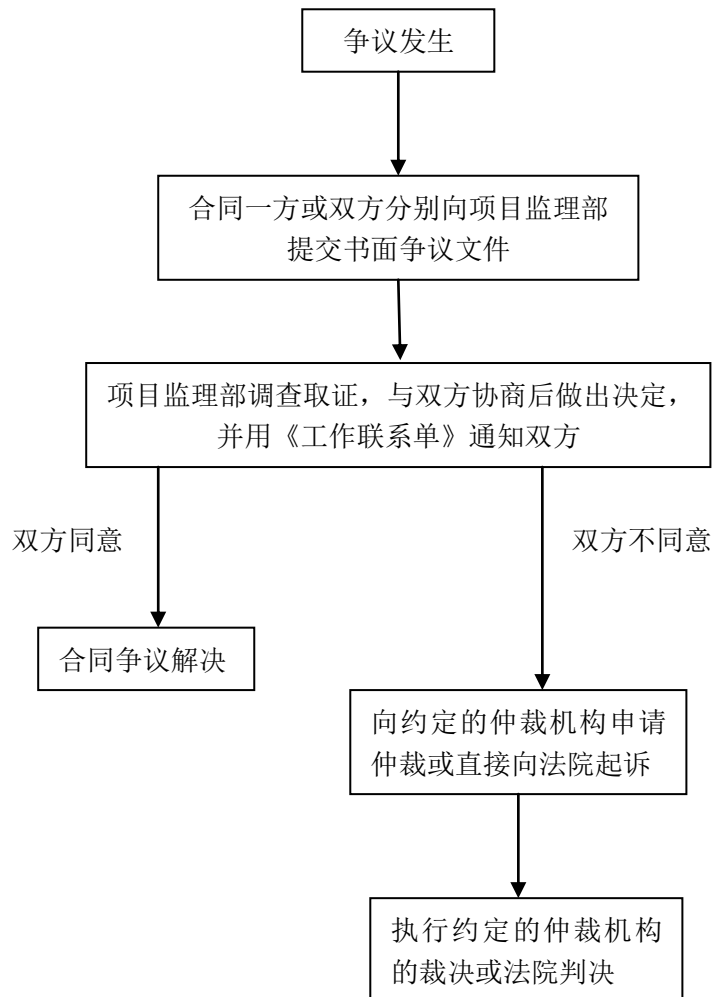 争议发生
合同一方或双方分别向项目监理部
提交书面争议文件
项目监理部调查取证，与双方协商后做出决定，
并用《工作联系单》通知双方
双方同意
双方不同意
合同争议解决
向约定的仲裁机构申请
仲裁或直接向法院起诉
执行约定的仲裁机构
的裁决或法院判决